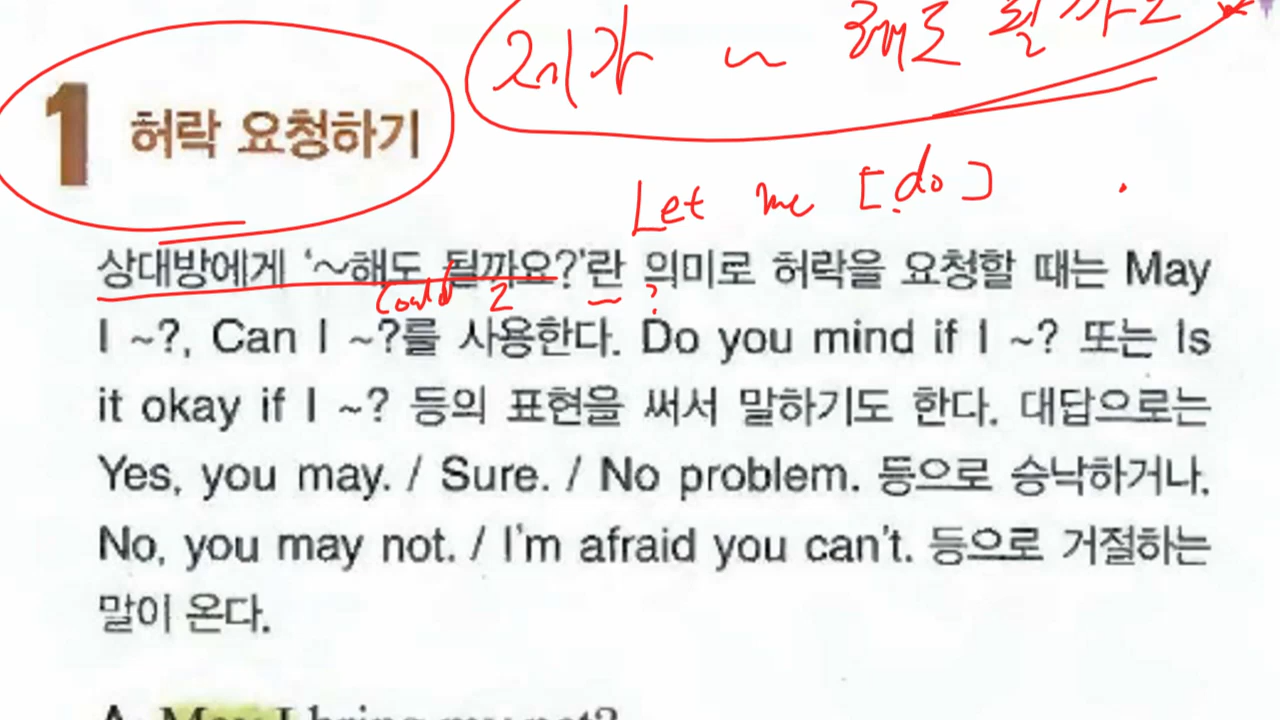 제가 ~ 해도 될까요
1 허락 요청하기
Let me [do]
상대방에게 '~해도 될까요?'란 의미로 허락을 요청할 때는 May
Could I ~ ?
I ~?, Can I ~?를 사용한다. Do you mind if I ~? 또는 Is
it okay if I ~? 등의 표현을 써서 말하기도 한다. 대답으로는
Yes, you may. / Sure. / No problem. 등으로 승낙하거나,
No, you may not. / I'm afraid you can't. 등으로 거절하는
말이 온다.
A: May I bring my pet?